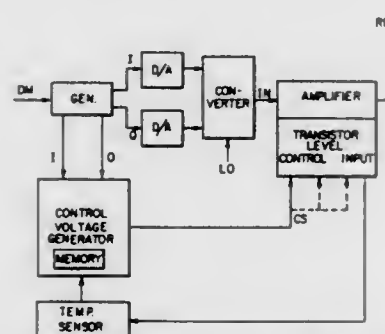 DM
GEN.
I
Q
D/A
D/A
CON-
VERTER
LO
IN
AMPLIFIER
TRANSISTOR
LEVEL
CONTROL INPUT
CS
I
Q
CONTROL
VOLTAGE
GENERATOR
MEMORY
TEMP.
SENSOR